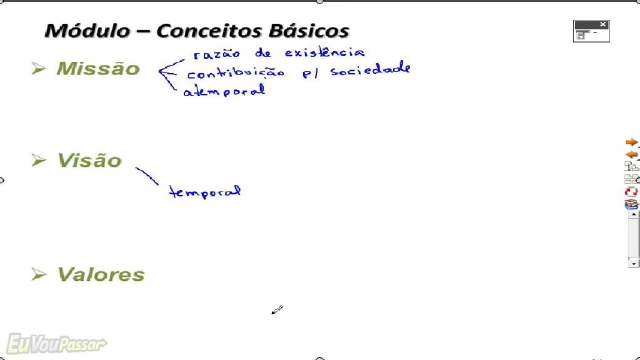 Módulo – Conceitos Básicos
Missão
razão de existência
contribuição p/ sociedade
atemporal
Visão
temporal
Valores
EuVouPassar